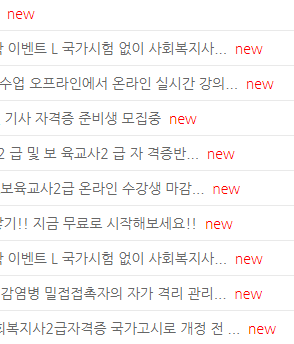 new
이벤트 L 국가시험 없이 사회복지사... new
수업 오프라인에서 온라인 실시간 강의... new
기사 자격증 준비생 모집중 new
2 급 및 보 육교사2 급 자 격증반... new
보육교사2급 온라인 수강생 마감... new
기!! 지금 무료로 시작해보세요!! new
이벤트 L 국가시험 없이 사회복지사... new
감염병 밀접접촉자의 자가 격리 관리... new
회복지사2급자격증 국가고시로 개정 전 ... new